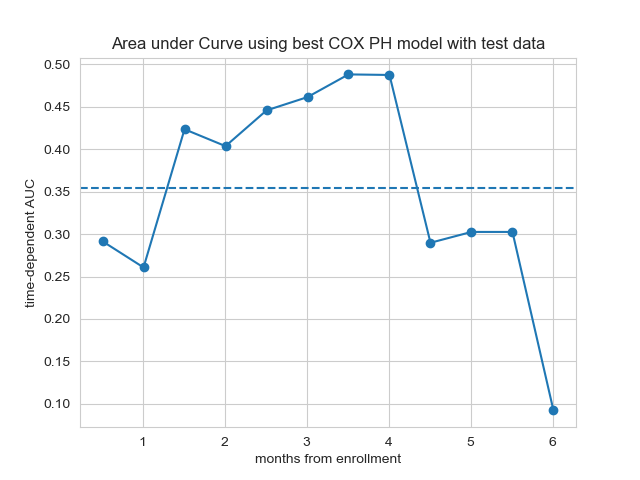 Area under Curve using best COX PH model with test data
0.50
0.45
0.40
0.35
0.30
0.25
0.20
0.15
0.10
time-dependent AUC
1 2 3 4 5 6
months from enrollment